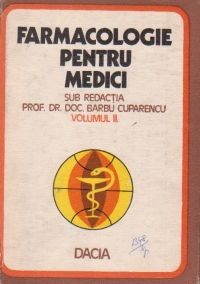 FARMACOLOGIE
PENTRU
MEDICI
SUB REDACȚIA
PROF. DR. DOC. BARBU CUPARENCU
VOLUMUL II.
DACIA